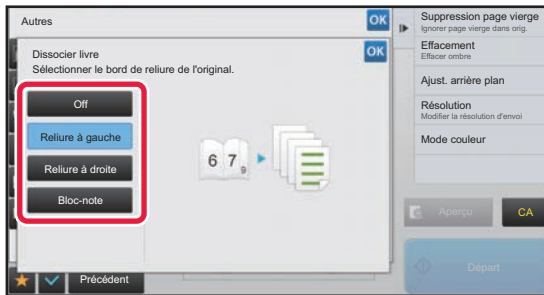 Autres
OK
Dissocier livre
Sélectionner le bord de reliure de l'original.
OK
Off
Reliure à gauche
Reliure à droite
Bloc-note
6 7 9
Précédent
Suppression page vierge
Ignorer page vierge dans orig.
Effacement
Effacer ombre
Ajust. arrière plan
Résolution
Modifier la résolution d'envoi
Mode couleur
Aperçu
CA
Départ